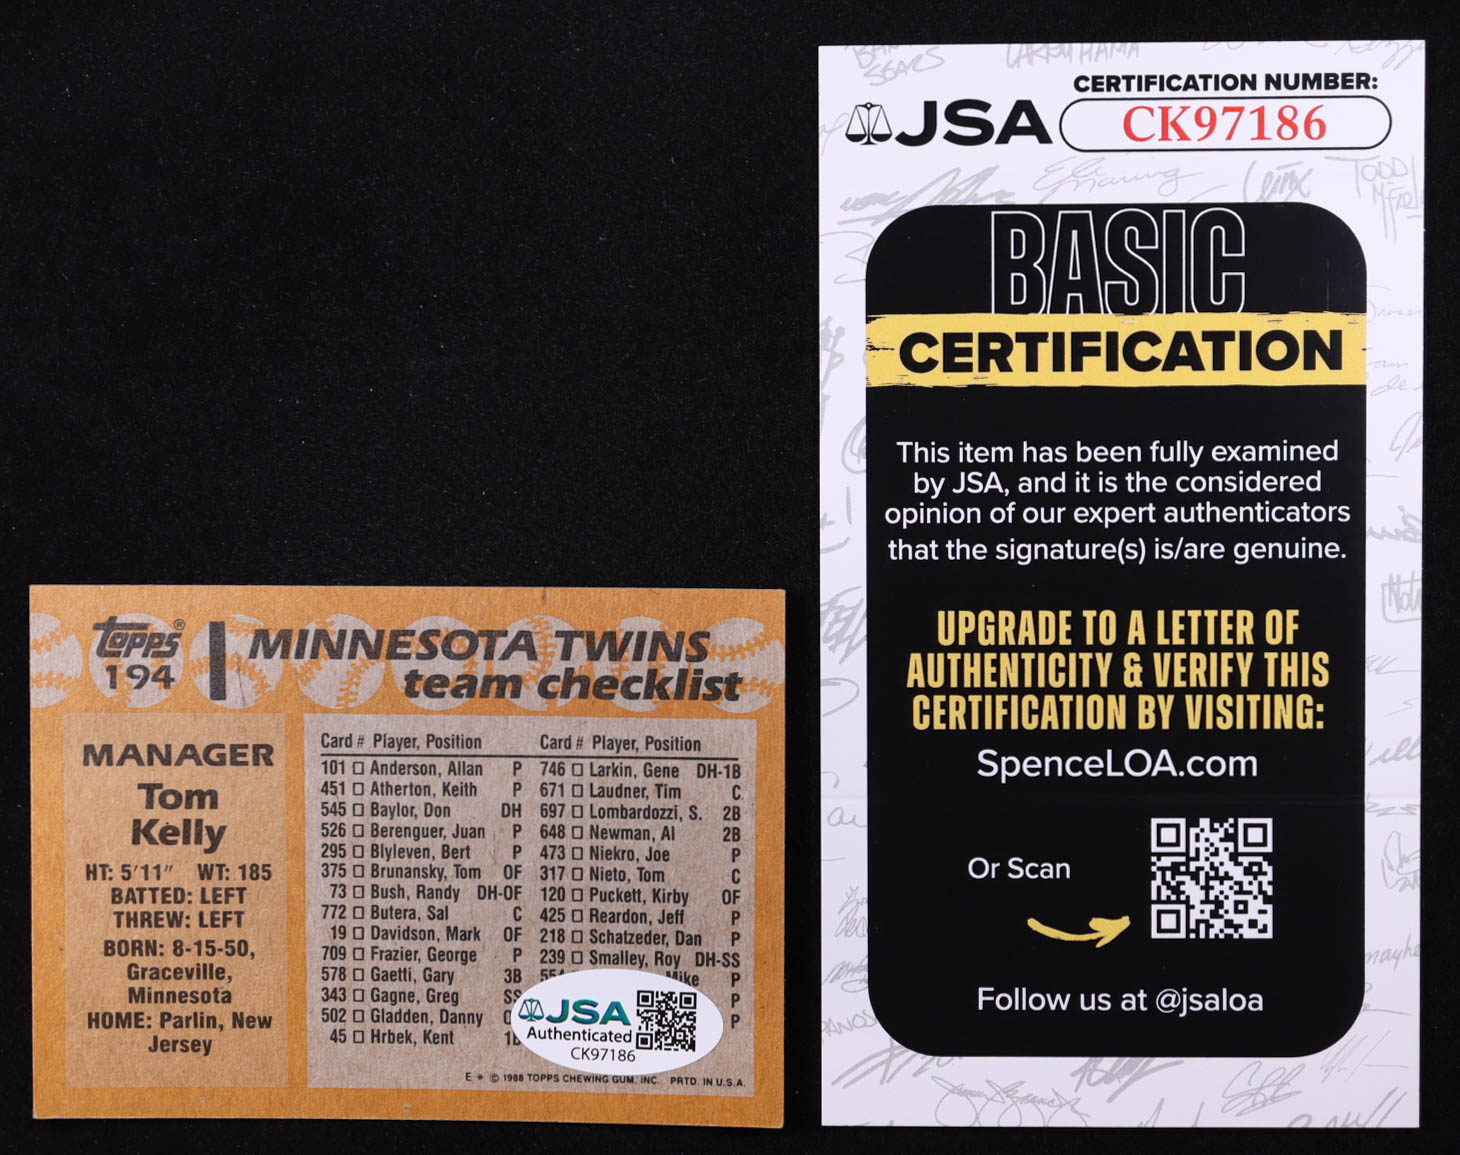 topps®
194
MINNESOTA TWINS
team checklist
MANAGER
Tom
Kelly
HT: 5'11" WT: 185
BATTED: LEFT
THREW: LEFT
BORN: 8-15-50,
Graceville,
Minnesota
HOME: Parlin, New
Jersey
Card # Player, Position
101 □ Anderson, Allan P
451 □ Atherton, Keith P
545 □ Baylor, Don DH
526 □ Berenguer, Juan P
295 □ Blyleven, Bert P
375 □ Brunansky, Tom OF
73 □ Bush, Randy DH-OF
772 □ Butera, Sal C
19 □ Davidson, Mark OF
709 □ Frazier, George P
578 □ Gaetti, Gary 3B
343 □ Gagne, Greg SS
502 □ Gladden, Danny
45 □ Hrbek, Kent 1B
Card # Player, Position
746 □ Larkin, Gene DH-1B
671 □ Laudner, Tim C
697 □ Lombardozzi, S. 2B
648 □ Newman, Al 2B
473 □ Niekro, Joe P
317 □ Nieto, Tom C
120 □ Puckett, Kirby OF
425 □ Reardon, Jeff P
218 □ Schatzeder, Dan P
239 □ Smalley, Roy DH-SS
Mike P
P
P
JSA
Authenticated
CK97186
E * © 1988 TOPPS CHEWING GUM, INC. PRTD. IN U.S.A.
JSA
CERTIFICATION NUMBER:
CK97186
BASIC
CERTIFICATION
This item has been fully examined
by JSA, and it is the considered
opinion of our expert authenticators
that the signature(s) is/are genuine.
UPGRADE TO A LETTER OF
AUTHENTICITY & VERIFY THIS
CERTIFICATION BY VISITING:
SpenceLOA.com
Or Scan
Follow us at @jsaloa